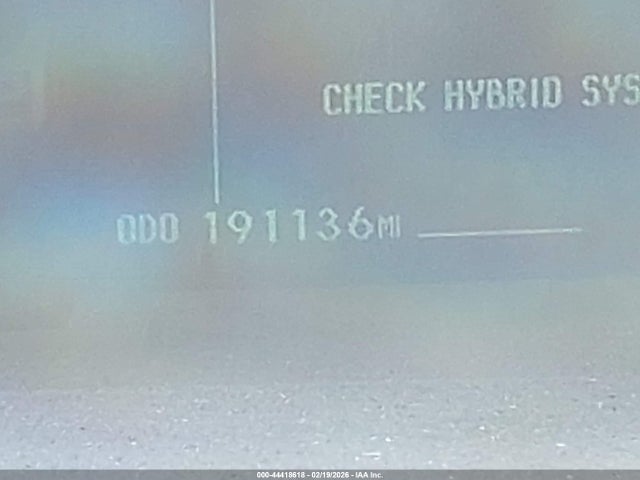 CHECK HYBRID SYS
ODO 191136MI
000-44418618 - 02/19/2026 - IAA Inc.